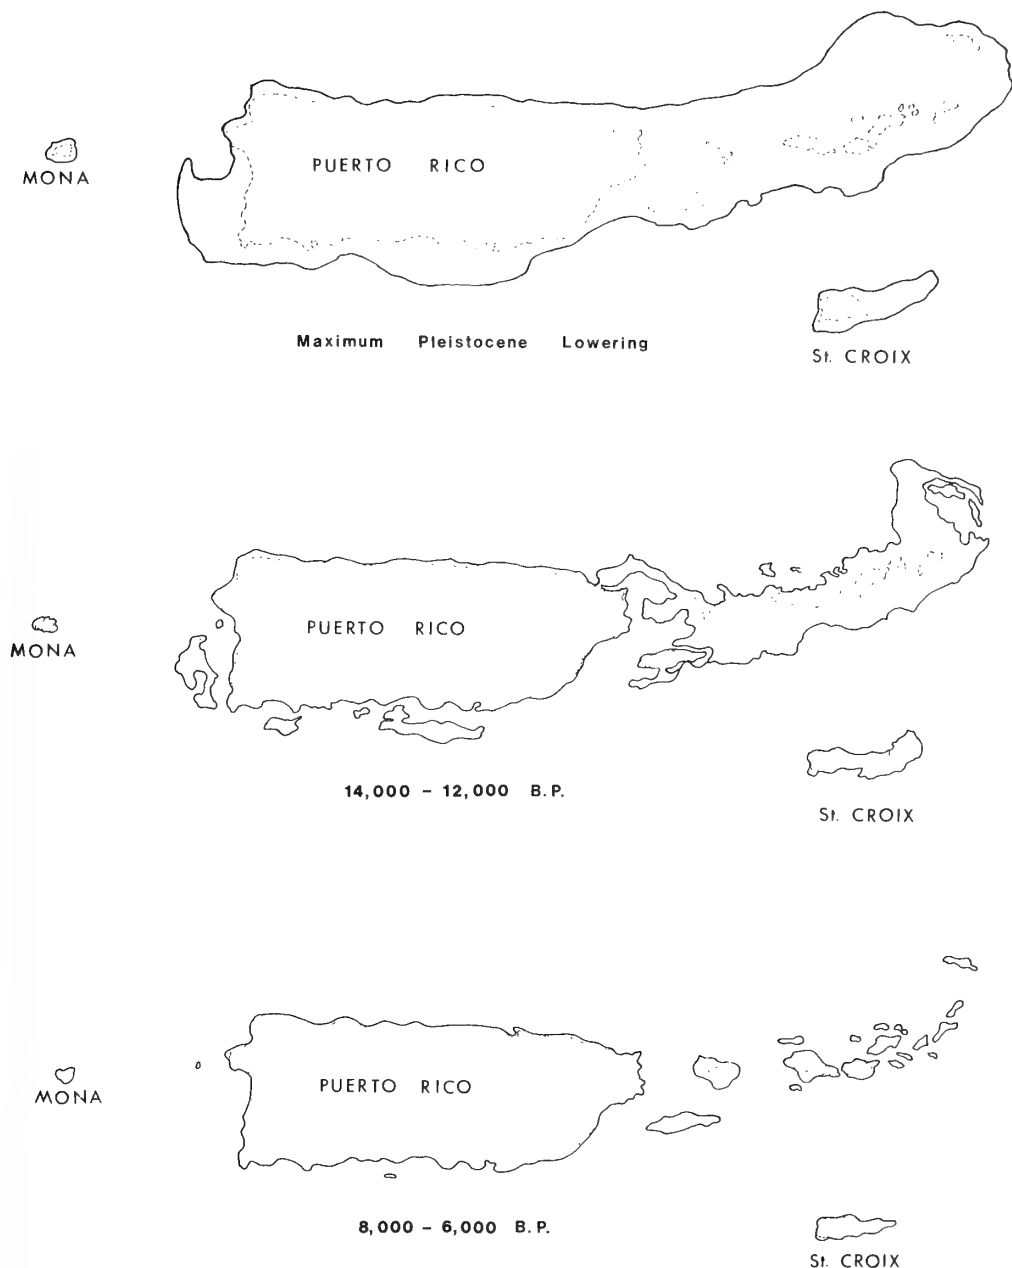 PUERTO RICO
MONA
Maximum Pleistocene Lowering
St. CROIX
PUERTO RICO
MONA
14,000 – 12,000 B.P.
St. CROIX
PUERTO RICO
MONA
8,000 – 6,000 B.P.
St. CROIX